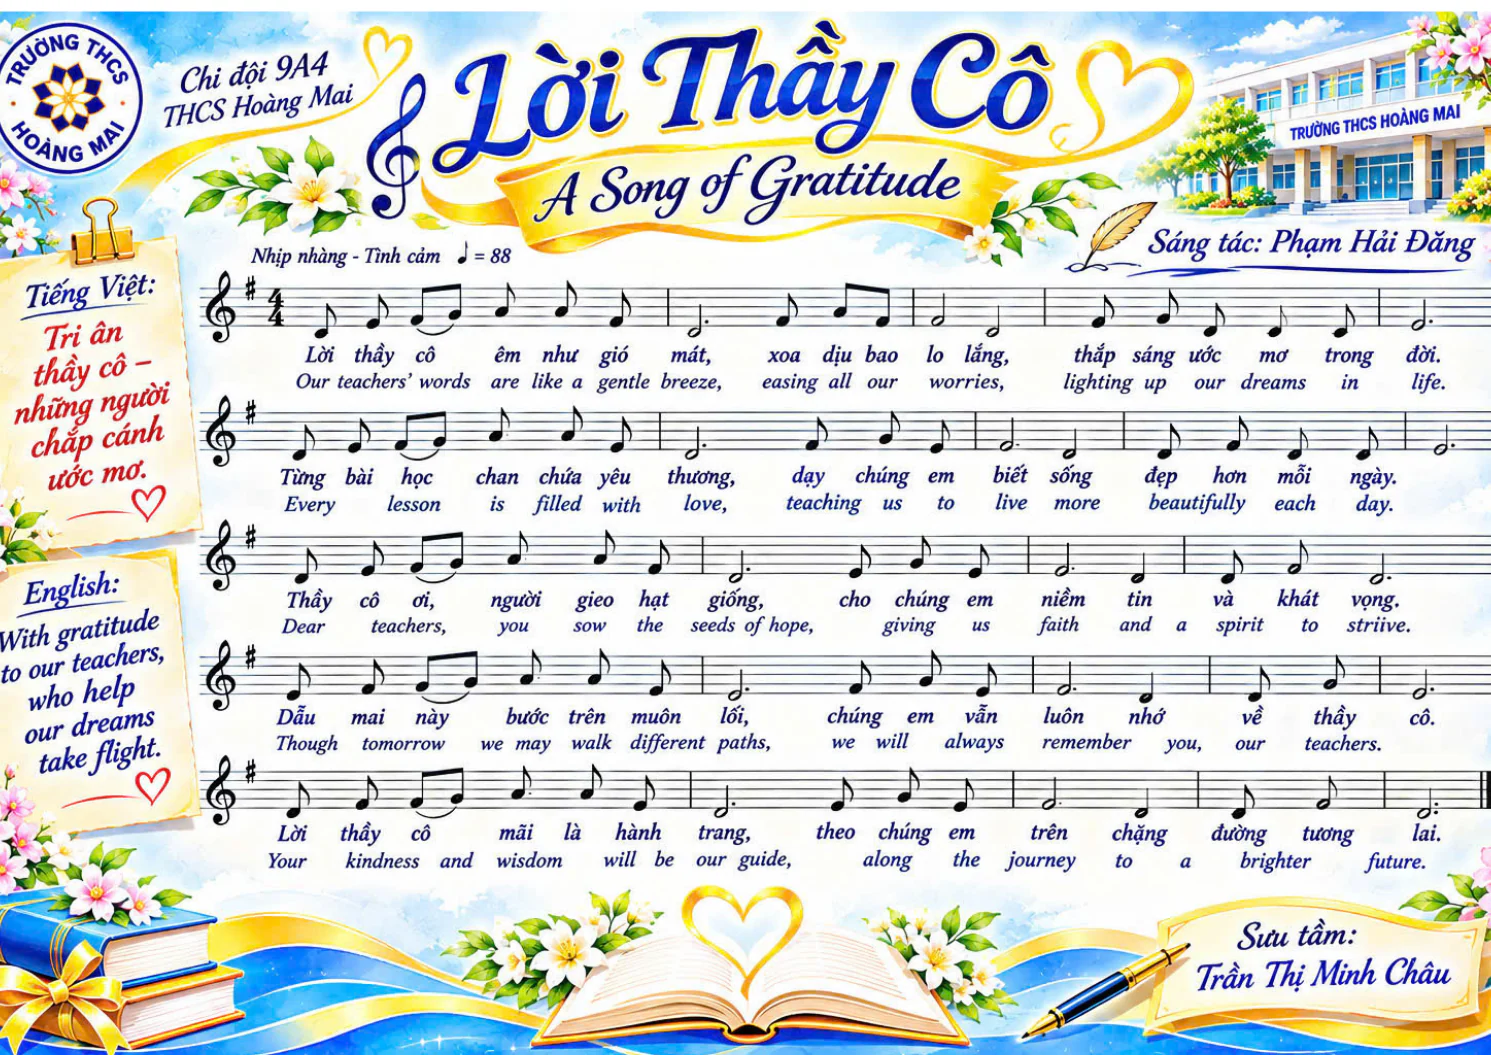 TRƯỜNG THCS
HOÀNG MAI
Chi đội 9A4
THCS Hoàng Mai
Lời Thầy Cô
A Song of Gratitude
TRƯỜNG THCS HOÀNG MAI
Sáng tác: Phạm Hải Đăng
Nhịp nhàng - Tình cảm ♩ = 88
Tiếng Việt:
Tri ân
thầy cô –
những người
chắp cánh
ước mơ.
English:
With gratitude
to our teachers,
who help
our dreams
take flight.
4
4
Lời thầy cô êm như gió mát, xoa dịu bao lo lắng, thắp sáng ước mơ trong đời.
Our teachers' words are like a gentle breeze, easing all our worries, lighting up our dreams in life.
Từng bài học chan chứa yêu thương, dạy chúng em biết sống đẹp hơn mỗi ngày.
Every lesson is filled with love, teaching us to live more beautifully each day.
Thầy cô ơi, người gieo hạt giống, cho chúng em niềm tin và khát vọng.
Dear teachers, you sow the seeds of hope, giving us faith and a spirit to striive.
Dẫu mai này bước trên muôn lối, chúng em vẫn luôn nhớ về thầy cô.
Though tomorrow we may walk different paths, we will always remember you, our teachers.
Lời thầy cô mãi là hành trang, theo chúng em trên chặng đường tương lai.
Your kindness and wisdom will be our guide, along the journey to a brighter future.
Sưu tầm:
Trần Thị Minh Châu